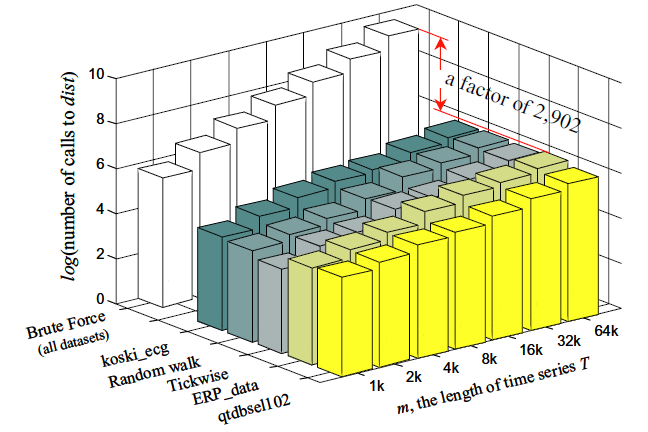 10
8
6
4
2
0
log(number of calls to dist)
a factor of 2,902
Brute Force
(all datasets)
koski_ecg
Random walk
Tickwise
ERP_data
qtdbsel102
1k
2k
4k
8k
16k
32k
64k
m, the length of time series T